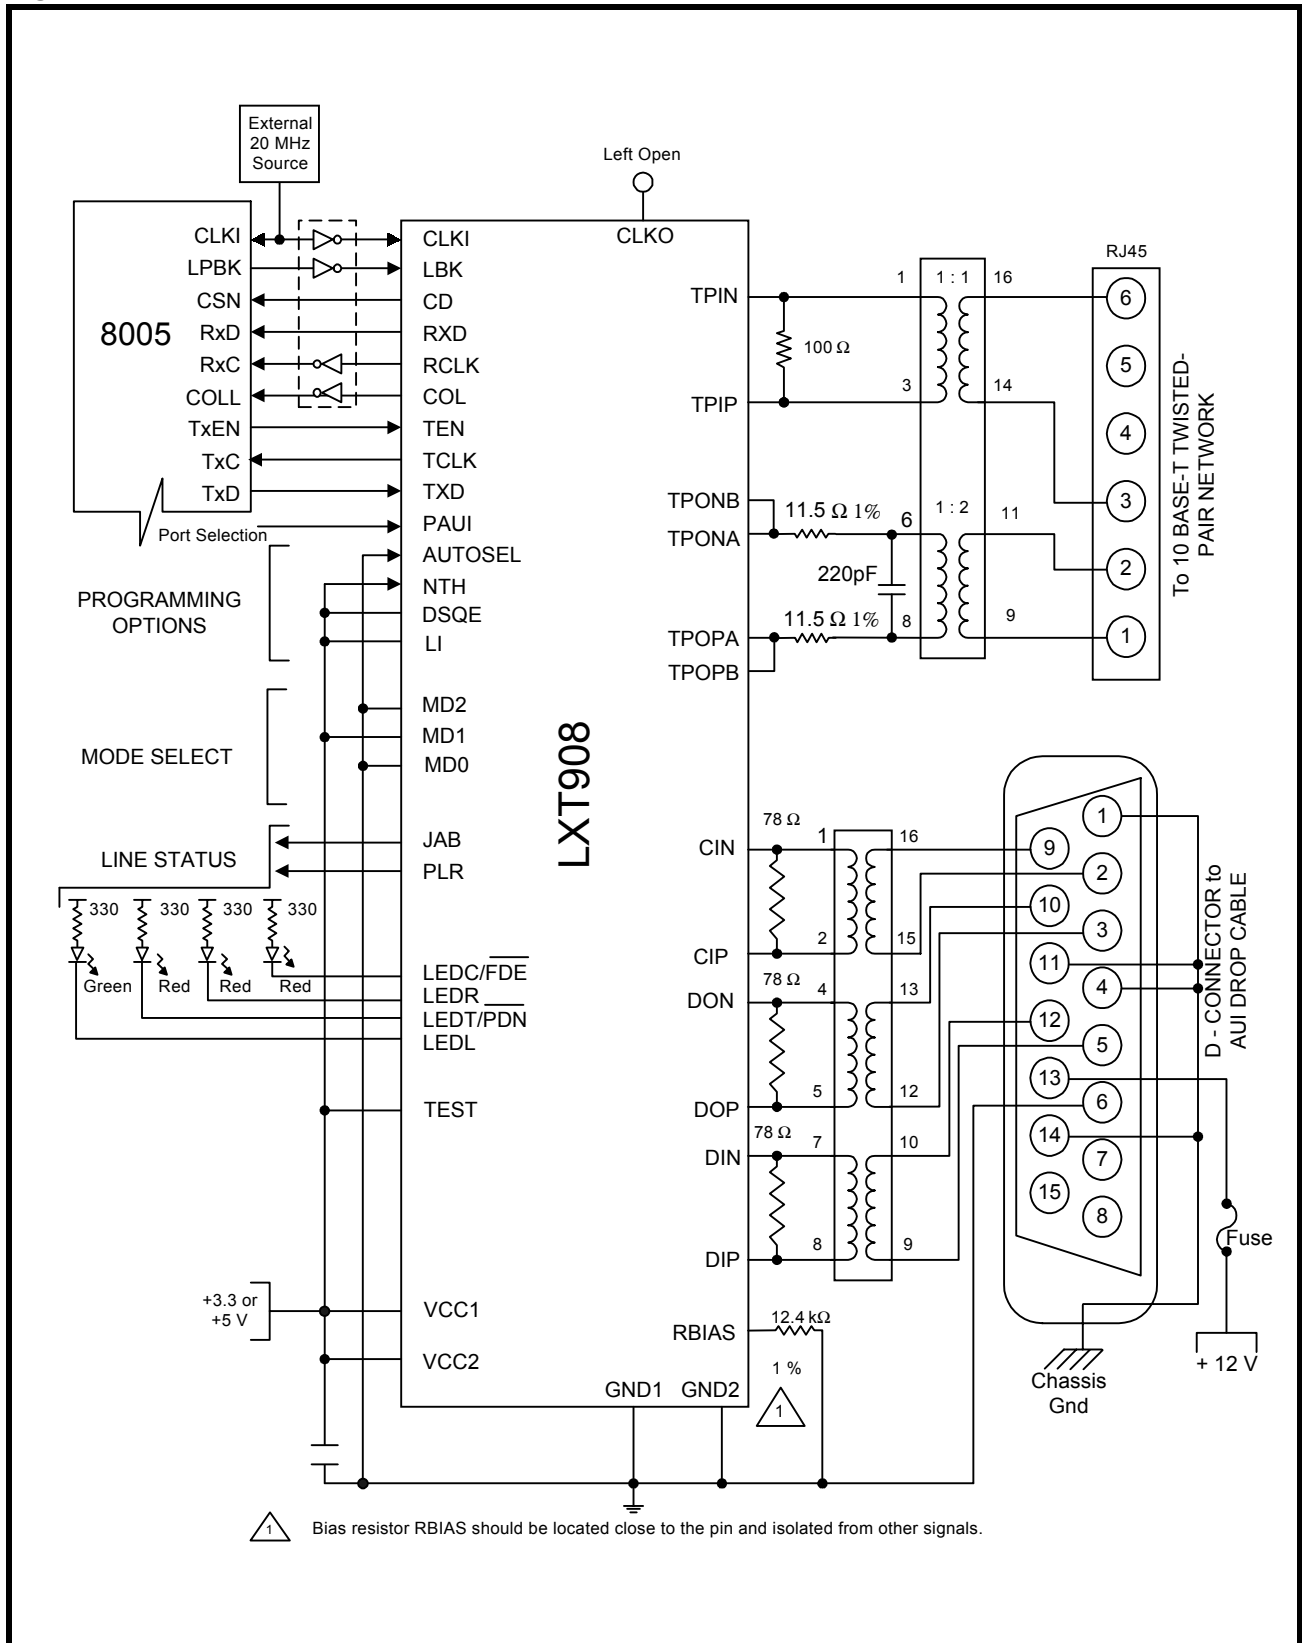 External
20 MHz
Source
Left Open
CLKI
CLKI
CLKO
RJ45
LPBK
LBK
CSN
CD
TPIN
1
1 : 1
16
6
8005
RxD
RXD
100 Ω
5
RxC
RCLK
COLL
COL
TPIP
3
14
4
TxEN
TEN
TxC
TCLK
3
TxD
TXD
TPONB
11.5 Ω 1%
6
1 : 2
11
Port Selection
PAUI
TPONA
2
AUTOSEL
220pF
To 10 BASE-T TWISTED-
PAIR NETWORK
PROGRAMMING
OPTIONS
NTH
DSQE
LI
TPOPA
11.5 Ω 1%
8
9
1
TPOPB
MODE SELECT
MD2
MD1
MD0
LXT908
LINE STATUS
JAB
PLR
330
330
330
330
Green
Red
Red
Red
LEDC/FDE
LEDR
LEDT/PDN
LEDL
TEST
78 Ω
CIN
1
16
CIP
2
15
78 Ω
DON
4
13
DOP
5
12
78 Ω
DIN
7
10
DIP
8
9
1
9
2
10
3
11
4
12
5
13
6
14
7
15
8
D - CONNECTOR to
AUI DROP CABLE
Fuse
+ 12 V
Chassis
Gnd
+3.3 or
+5 V
VCC1
VCC2
RBIAS
12.4 kΩ
1 %
1
GND1
GND2
1
Bias resistor RBIAS should be located close to the pin and isolated from other signals.